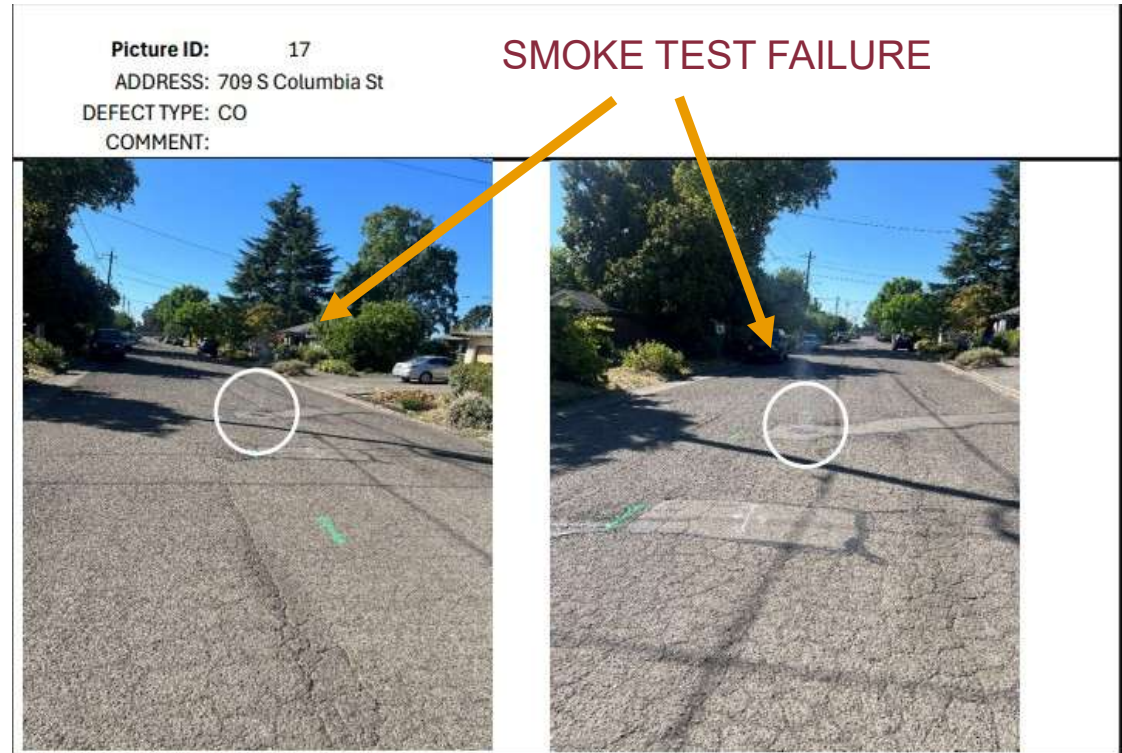 Picture ID: 17
SMOKE TEST FAILURE
ADDRESS: 709 S Columbia St
DEFECT TYPE: CO
COMMENT: